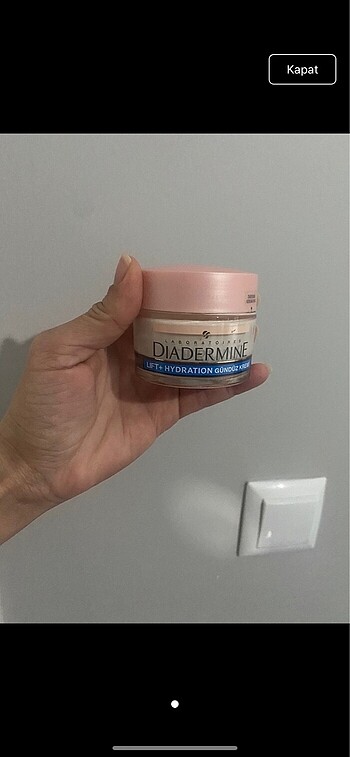 Kapat
LABORATOIRES
DIADERMINE
LIFT+ HYDRATION GÜNDÜZ KREMİ